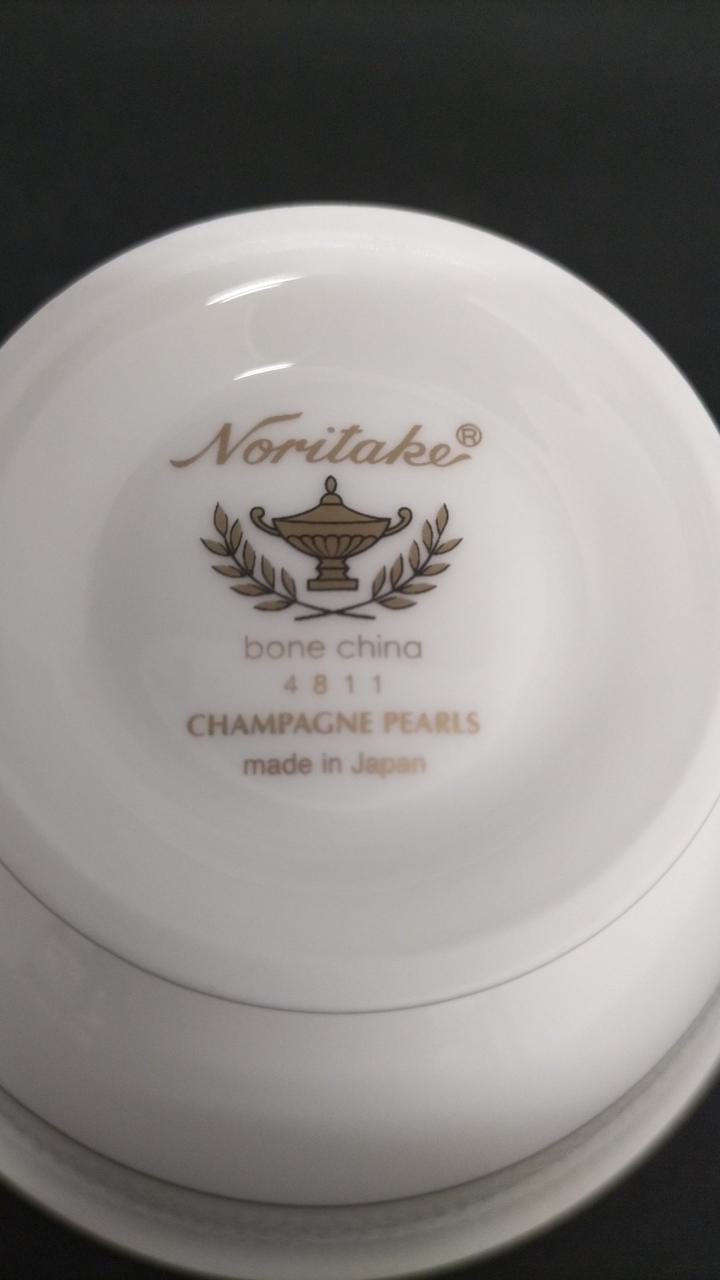 Noritake®
bone china
4811
CHAMPAGNE PEARLS
made in Japan